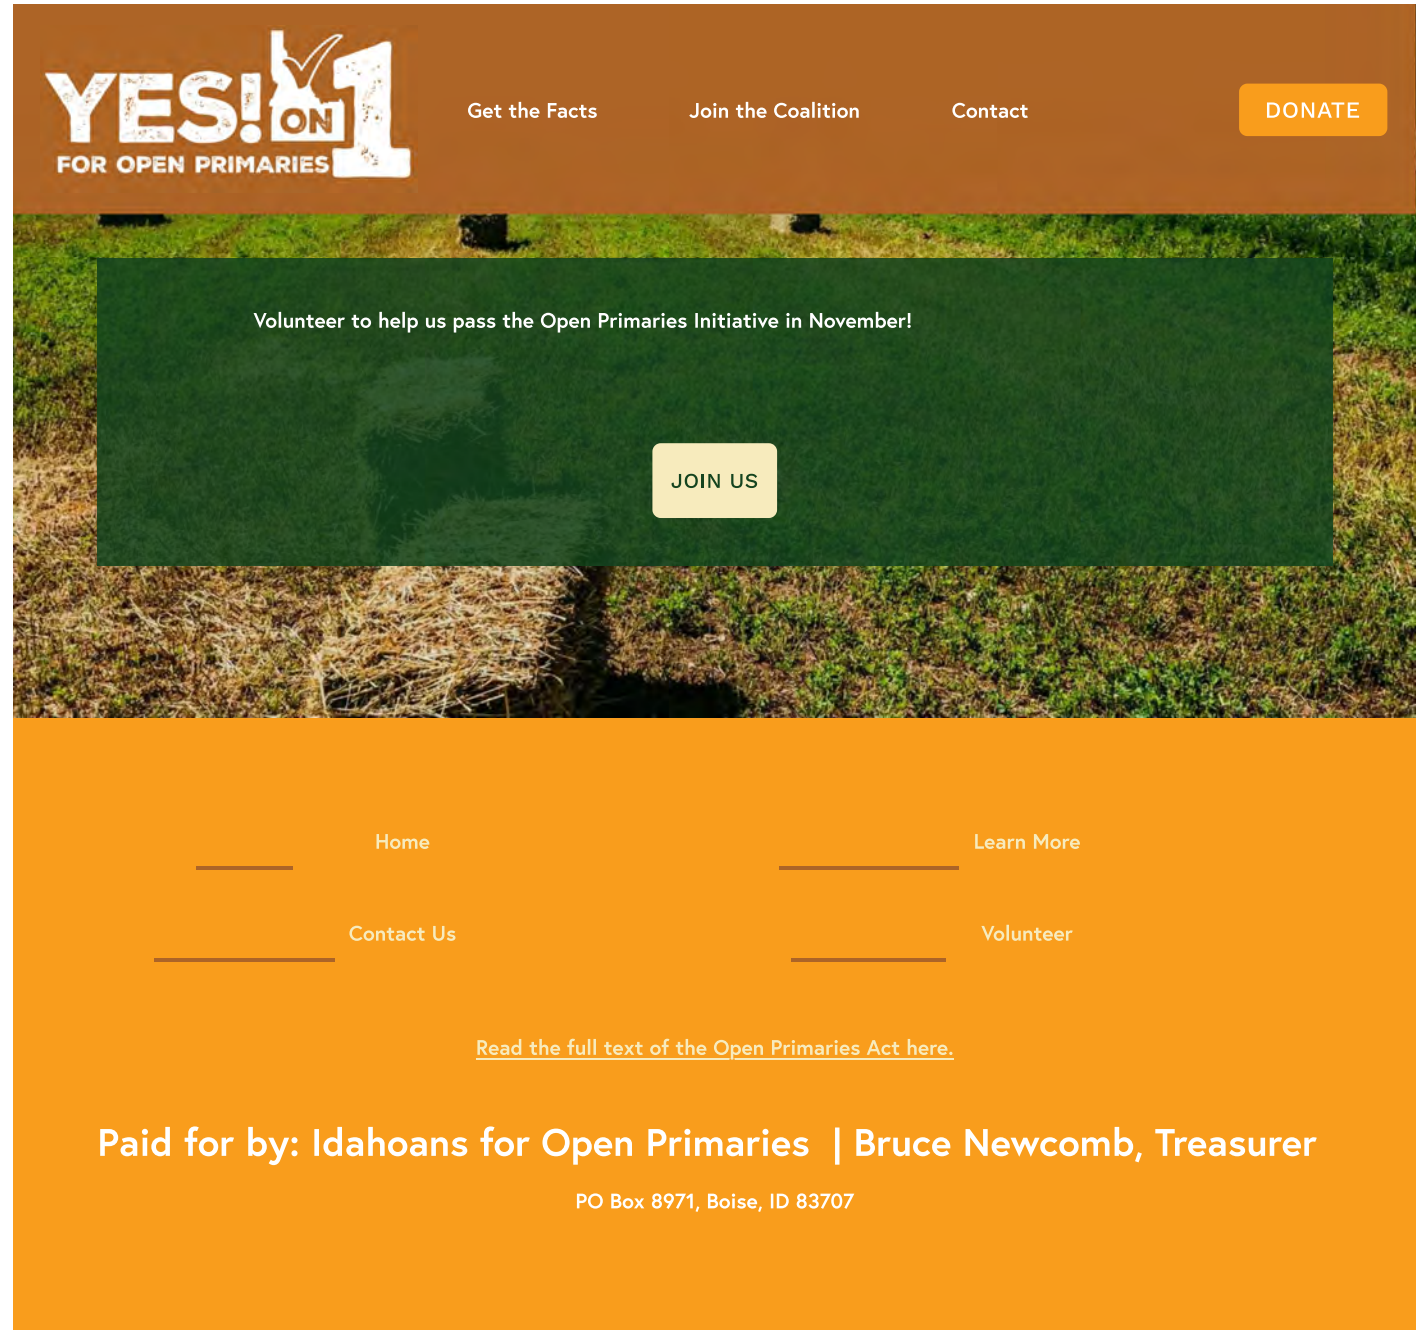 YES! ON 1
FOR OPEN PRIMARIES
Get the Facts
Join the Coalition
Contact
DONATE
Volunteer to help us pass the Open Primaries Initiative in November!
JOIN US
Home
Learn More
Contact Us
Volunteer
Read the full text of the Open Primaries Act here.
Paid for by: Idahoans for Open Primaries | Bruce Newcomb, Treasurer
PO Box 8971, Boise, ID 83707